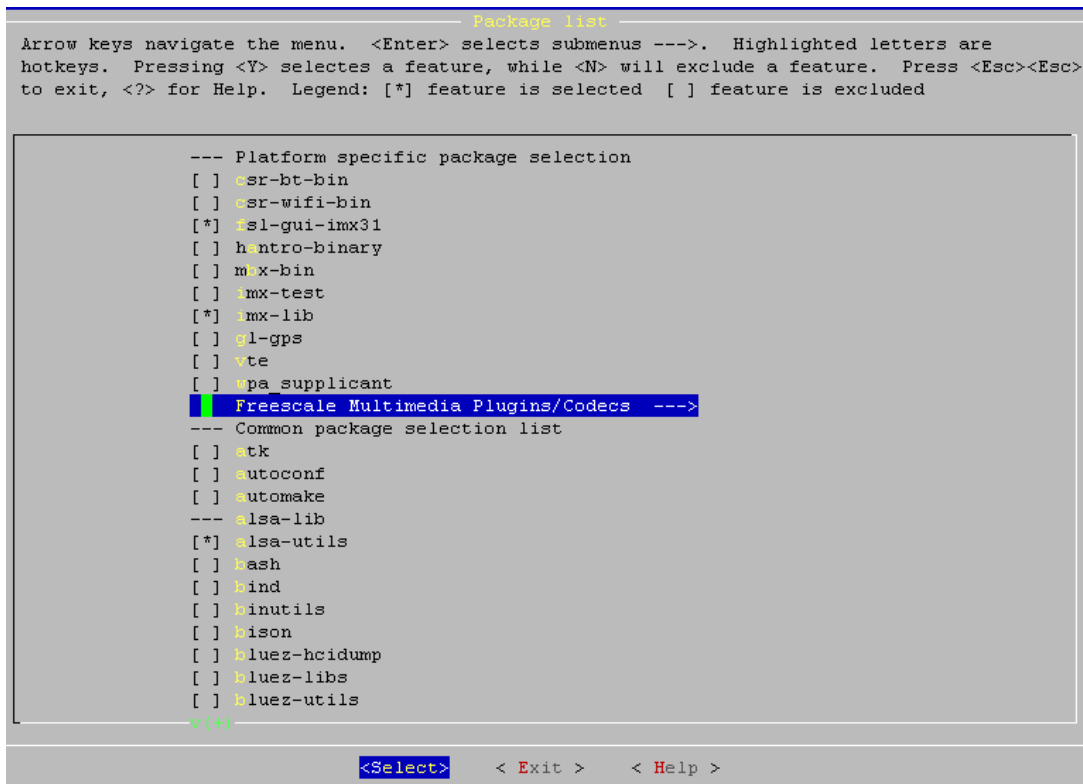 Package list
Arrow keys navigate the menu. <Enter> selects submenus --->. Highlighted letters are
hotkeys. Pressing <Y> selectes a feature, while <N> will exclude a feature. Press <Esc><Esc>
to exit, <?> for Help. Legend: [*] feature is selected [ ] feature is excluded
--- Platform specific package selection
[ ] csr-bt-bin
[ ] csr-wifi-bin
[*] fsl-gui-imx31
[ ] hantro-binary
[ ] mbx-bin
[ ] imx-test
[*] imx-lib
[ ] gl-gps
[ ] vte
[ ] wpa_supplicant
Freescale Multimedia Plugins/Codecs --->
--- Common package selection list
[ ] atk
[ ] autoconf
[ ] automake
--- alsa-lib
[*] alsa-utils
[ ] bash
[ ] bind
[ ] binutils
[ ] bison
[ ] bluez-hcidump
[ ] bluez-libs
[ ] bluez-utils
v(+)
<Select> < Exit > < Help >